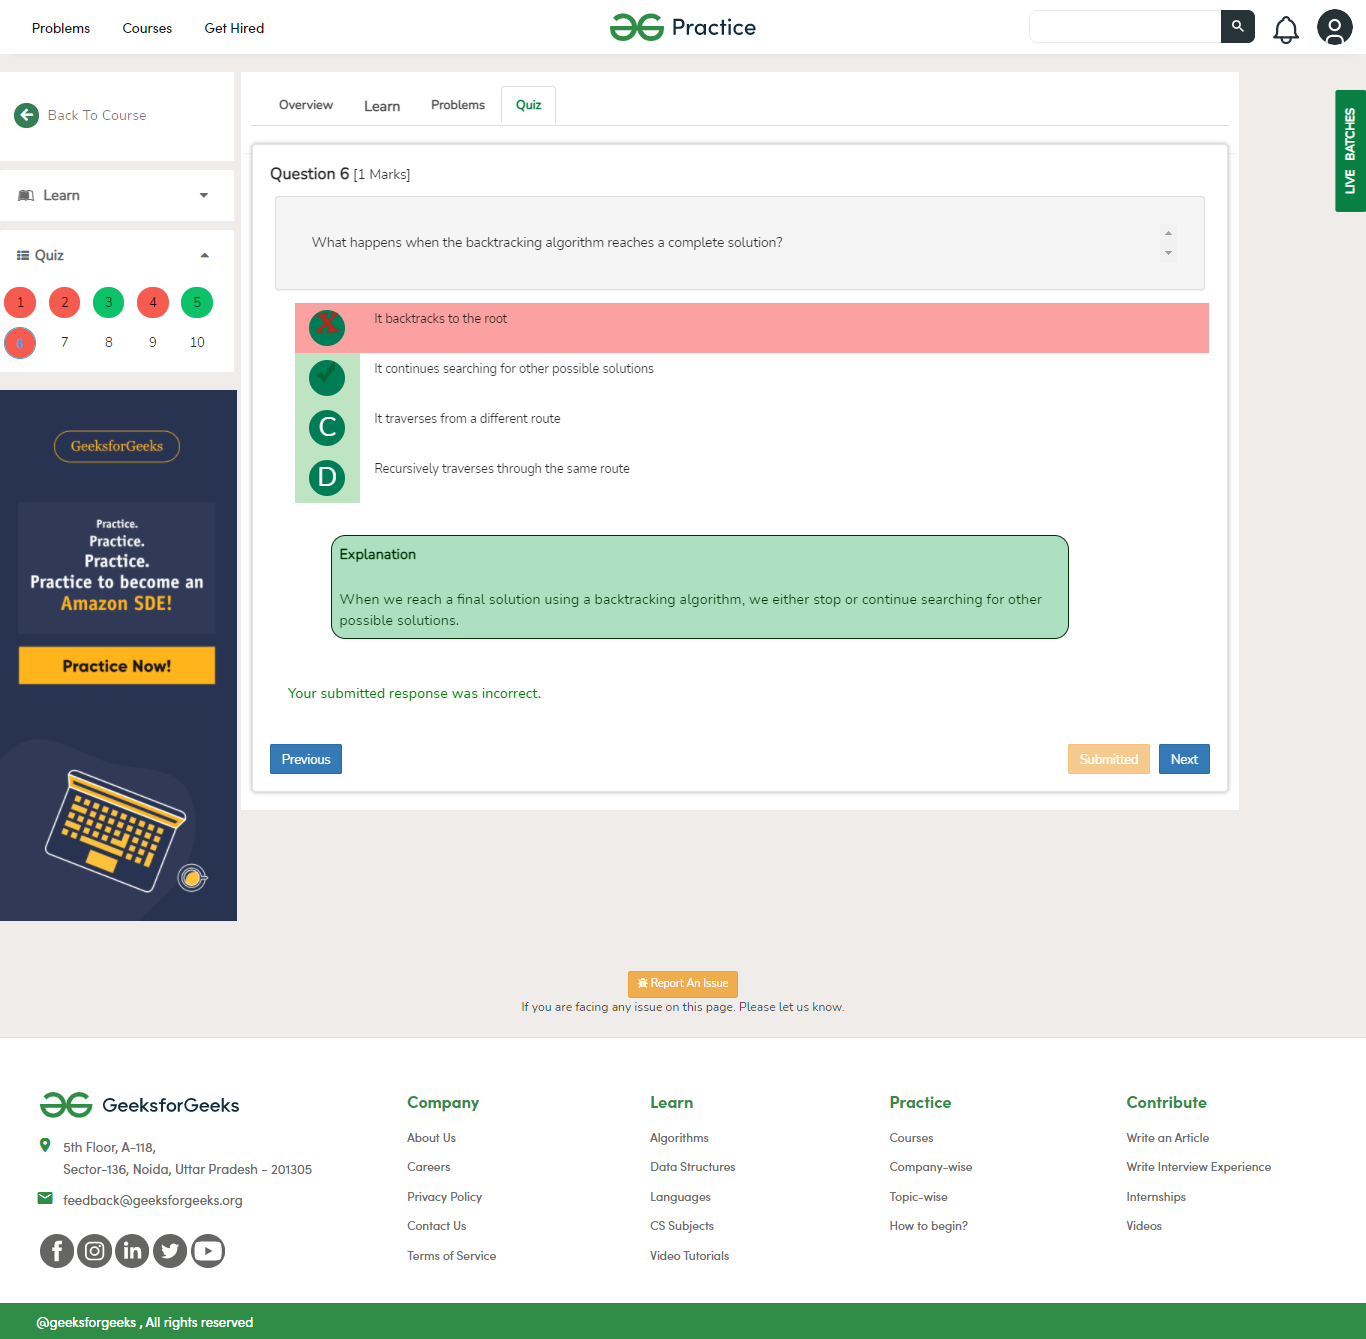 Problems
Courses
Get Hired
Practice
LIVE BATCHES
Back To Course
Learn
Quiz
1 2 3 4 5
6 7 8 9 10
GeeksforGeeks
Practice.
Practice.
Practice.
Practice to become an
Amazon SDE!
Practice Now!
Overview
Learn
Problems
Quiz
Question 6 [1 Marks]
What happens when the backtracking algorithm reaches a complete solution?
X It backtracks to the root
It continues searching for other possible solutions
C It traverses from a different route
D Recursively traverses through the same route
Explanation
When we reach a final solution using a backtracking algorithm, we either stop or continue searching for other
possible solutions.
Your submitted response was incorrect.
Previous
Submitted
Next
Report An Issue
If you are facing any issue on this page. Please let us know.
GeeksforGeeks
5th Floor, A-118,
Sector-136, Noida, Uttar Pradesh - 201305
feedback@geeksforgeeks.org
Company
About Us
Careers
Privacy Policy
Contact Us
Terms of Service
Learn
Algorithms
Data Structures
Languages
CS Subjects
Video Tutorials
Practice
Courses
Company-wise
Topic-wise
How to begin?
Contribute
Write an Article
Write Interview Experience
Internships
Videos
@geeksforgeeks , All rights reserved